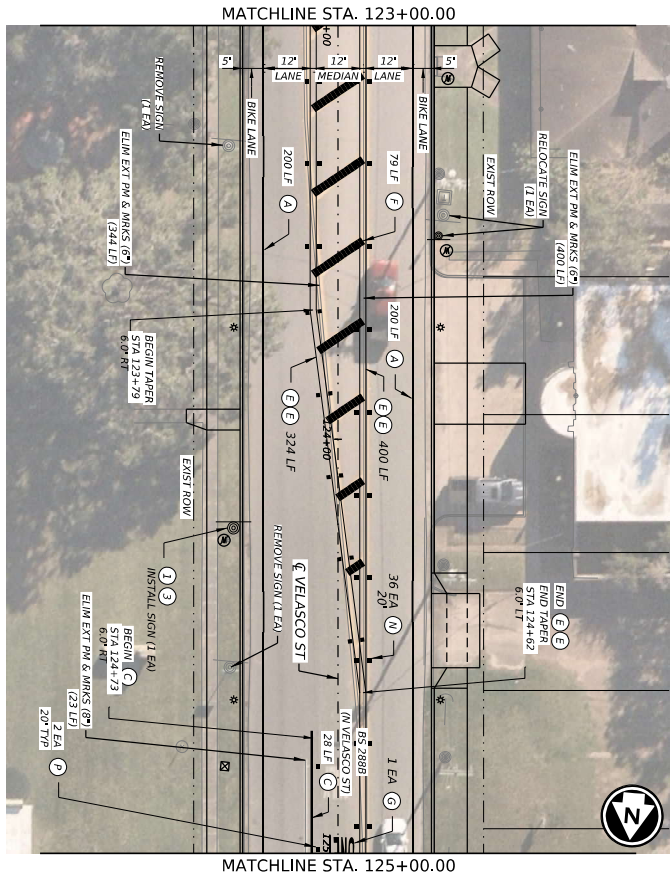 MATCHLINE STA. 123+00.00
+00
5'
12'
12'
12'
5'
LANE
MEDIAN
LANE
BIKE LANE
BIKE LANE
REMOVE SIGN
(1 EA)
ELIM EXT PM & MRKS (6")
(344 LF)
200 LF
A
79 LF
F
EXIST ROW
RELOCATE SIGN
(1 EA)
ELIM EXT PM & MRKS (6")
(400 LF)
200 LF
A
BEGIN TAPER
STA 123+79
6.0' RT
E E 324 LF
124+00
E E 400 LF
EXIST ROW
1 3
INSTALL SIGN (1 EA)
REMOVE SIGN (1 EA)
℄ VELASCO ST
36 EA
20'
N
END E E
END TAPER
STA 124+62
6.0' LT
BEGIN C
STA 124+73
6.0' RT
ELIM EXT PM & MRKS (8")
(23 LF)
2 EA
20' TYP
P
BS 288B
(N VELASCO ST)
28 LF
C
1 EA
G
125
N
MATCHLINE STA. 125+00.00